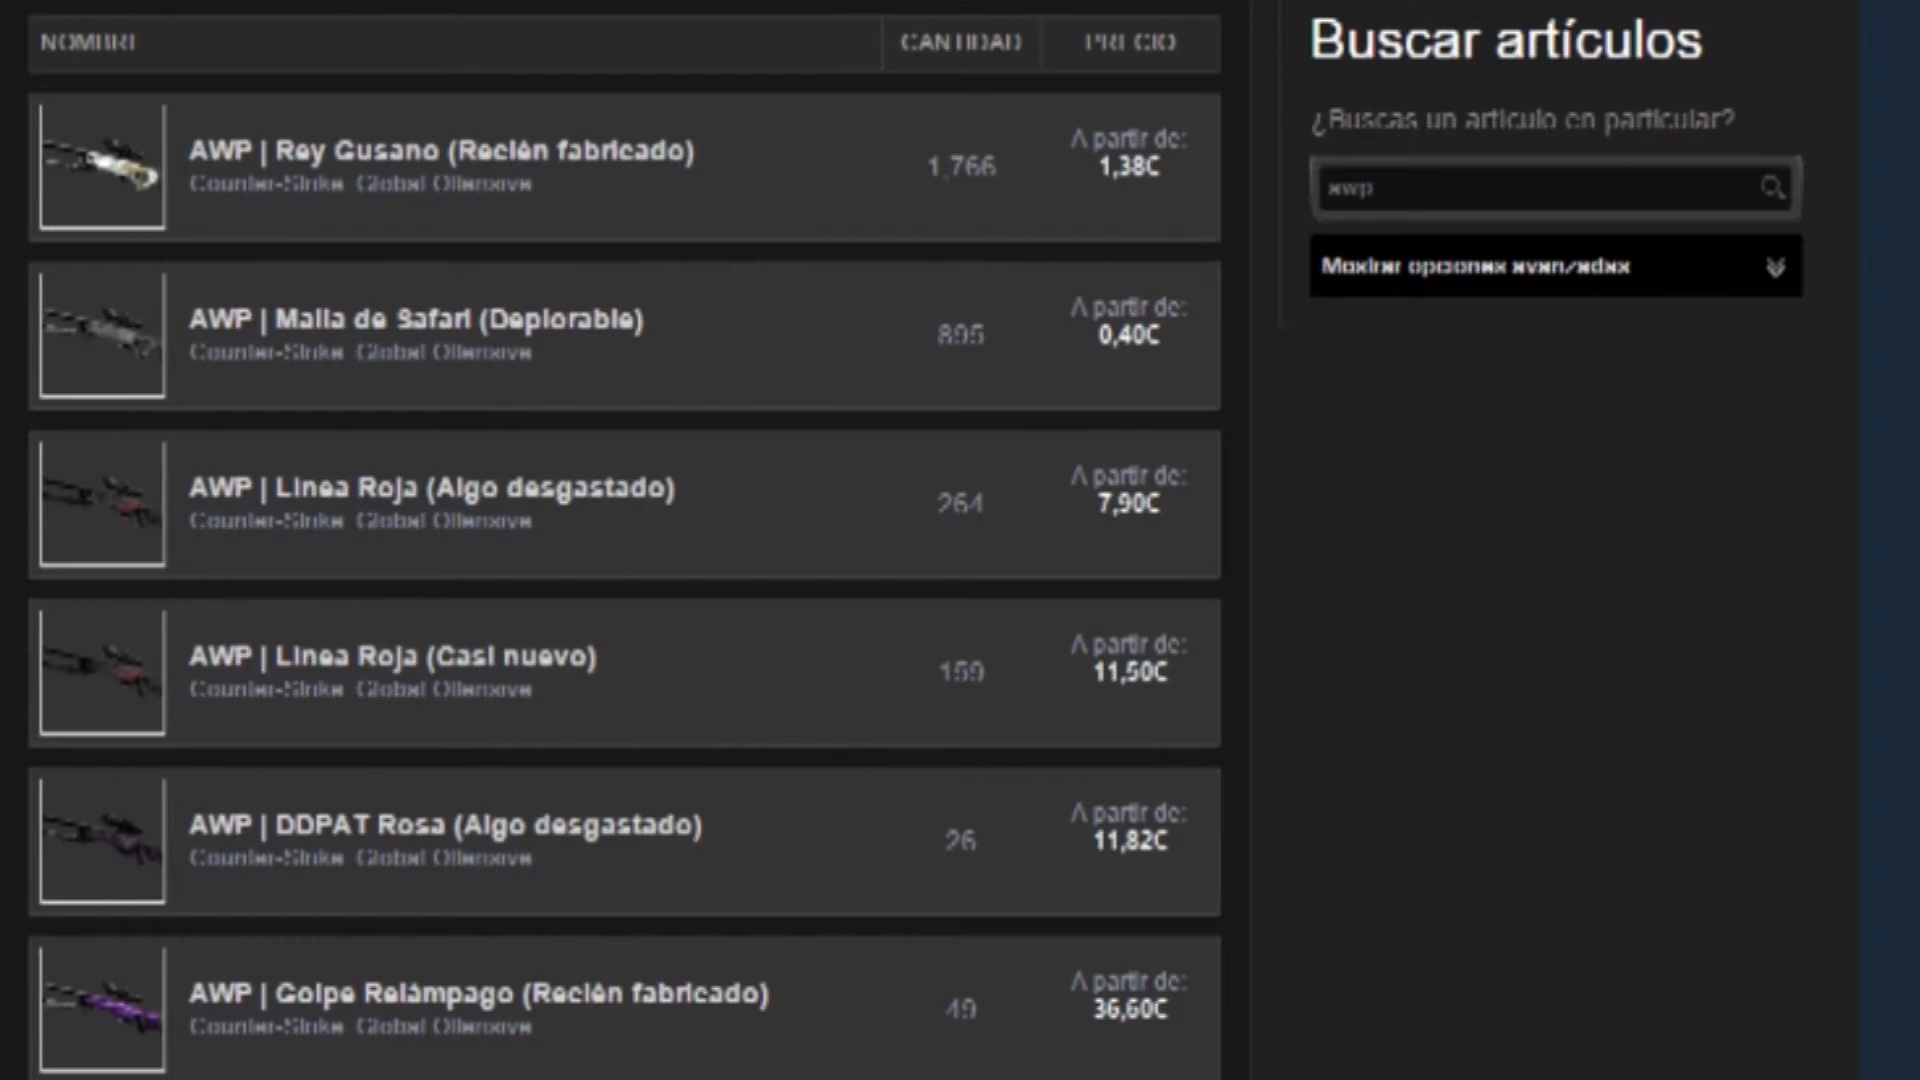 NOMBRE CANTIDAD PRECIO
AWP | Rey Gusano (Recién fabricado)
Counter-Strike: Global Offensive
1,766
A partir de:
1,38€
AWP | Malla de Safari (Deplorable)
Counter-Strike: Global Offensive
895
A partir de:
0,40€
AWP | Línea Roja (Algo desgastado)
Counter-Strike: Global Offensive
264
A partir de:
7,90€
AWP | Línea Roja (Casi nuevo)
Counter-Strike: Global Offensive
159
A partir de:
11,50€
AWP | DDPAT Rosa (Algo desgastado)
Counter-Strike: Global Offensive
26
A partir de:
11,82€
AWP | Golpe Relámpago (Recién fabricado)
Counter-Strike: Global Offensive
49
A partir de:
36,60€
Buscar artículos
¿Buscas un artículo en particular?
awp
Mostrar opciones avanzadas